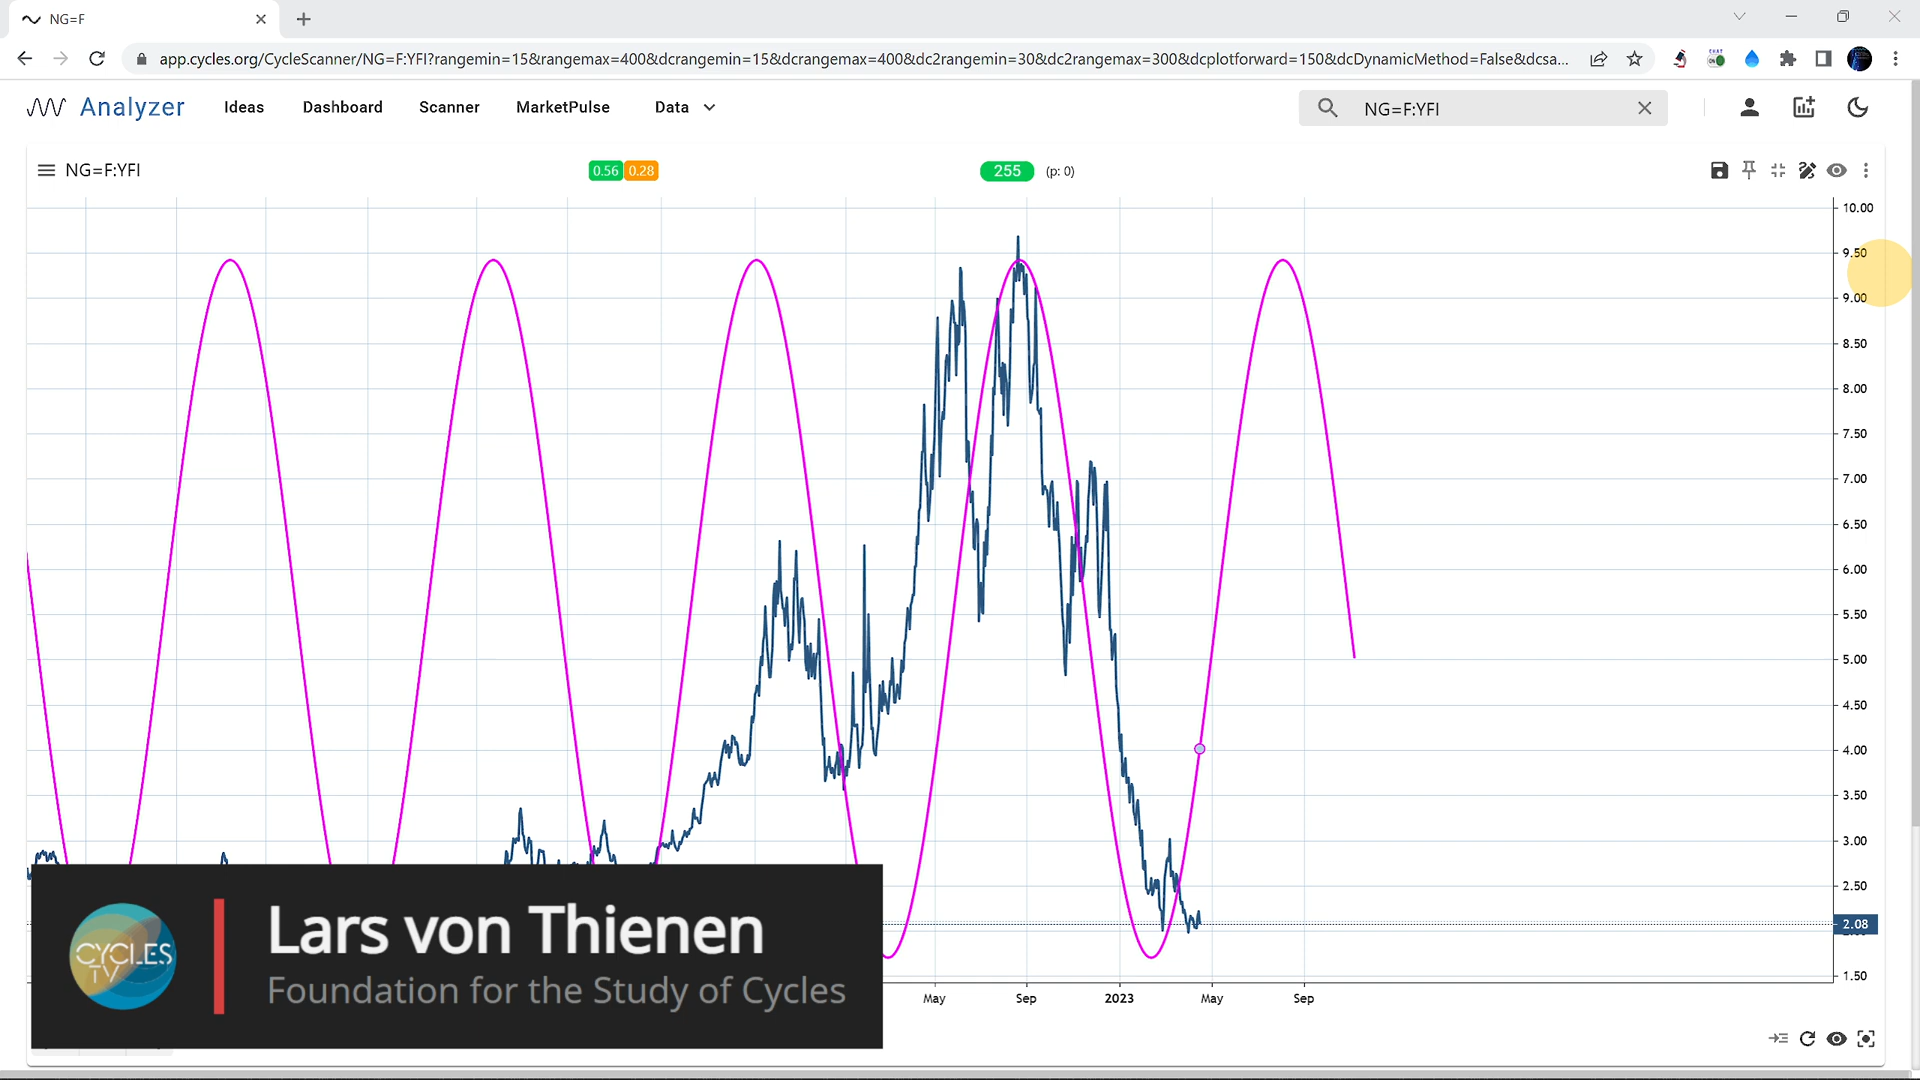 NG=F
app.cycles.org/CycleScanner/NG=F:YFI?rangemin=15&rangemax=400&dcrangemin=15&dcrangemax=400&dc2rangemin=30&dc2rangemax=300&dcplotforward=150&dcDynamicMethod=False&dcsa...
Analyzer Ideas Dashboard Scanner MarketPulse Data NG=F:YFI
NG=F:YFI 0.56 0.28 255 (p: 0)
10.00
9.50
9.00
8.50
8.00
7.50
7.00
6.50
6.00
5.50
5.00
4.50
4.00
3.50
3.00
2.50
2.08
1.50
May Sep 2023 May Sep
CYCLES
TV
Lars von Thienen
Foundation for the Study of Cycles